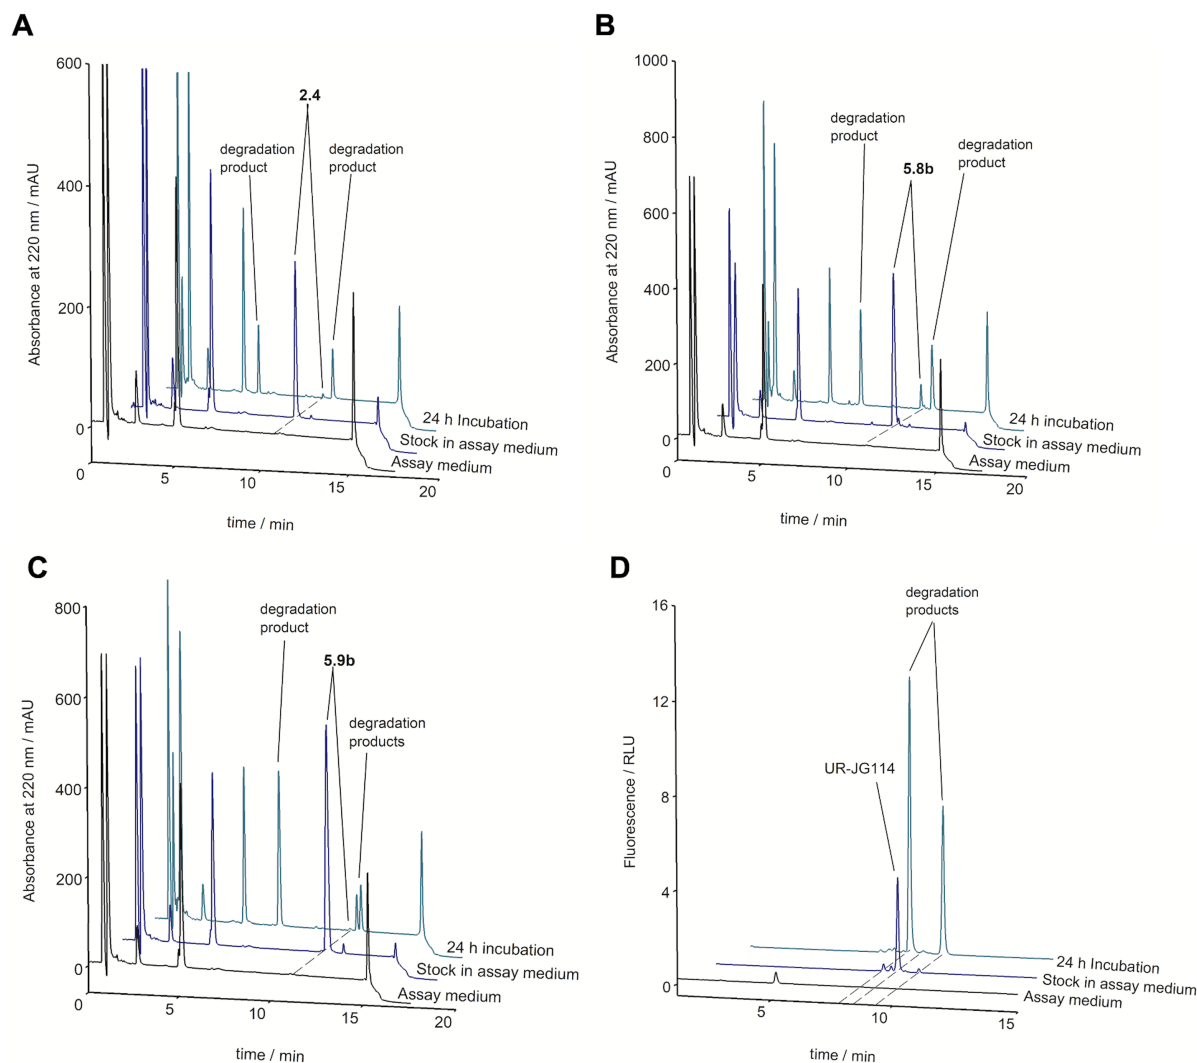 A
600
400
200
0
Absorbance at 220 nm / mAU
2.4
degradation
product
degradation
product
24 h Incubation
Stock in assay medium
Assay medium
0
5
10
15
20
time / min
B
1000
800
600
400
200
0
Absorbance at 220 nm / mAU
degradation
product
5.8b
degradation
product
24 h Incubation
Stock in assay medium
Assay medium
0
5
10
15
20
time / min
C
800
600
400
200
0
Absorbance at 220 nm / mAU
degradation
product
5.9b
degradation
products
24 h incubation
Stock in assay medium
Assay medium
0
5
10
15
20
time / min
D
16
12
8
4
0
Fluorescence / RLU
degradation
products
UR-JG114
24 h Incubation
Stock in assay medium
Assay medium
5
10
15
time / min